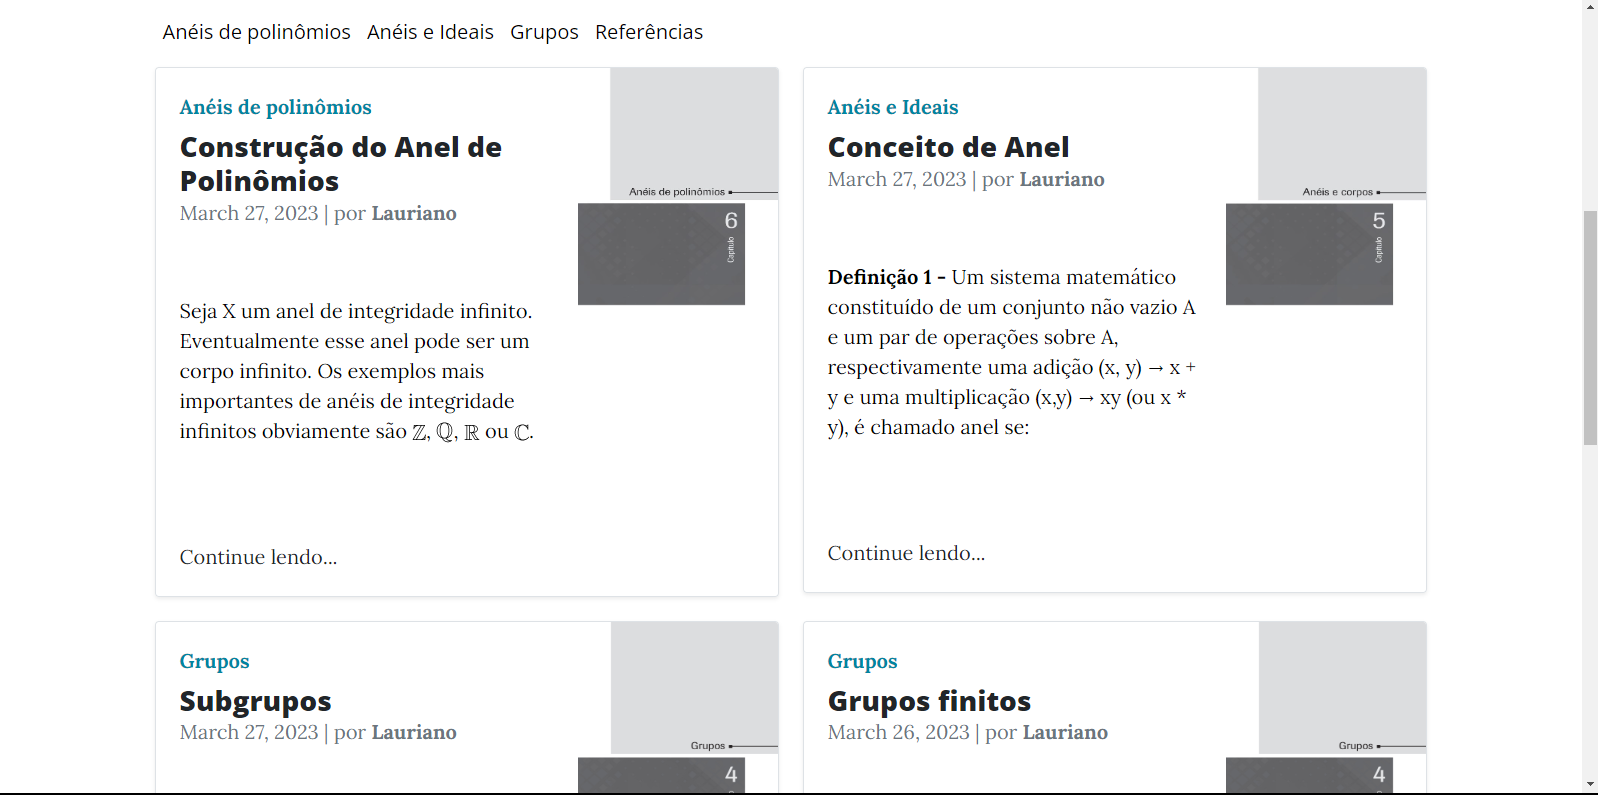 Anéis de polinômios Anéis e Ideais Grupos Referências
Anéis de polinômios
Construção do Anel de
Polinômios
March 27, 2023 | por Lauriano
Anéis de polinômios
6
Capítulo
Seja X um anel de integridade infinito.
Eventualmente esse anel pode ser um
corpo infinito. Os exemplos mais
importantes de anéis de integridade
infinitos obviamente são ℤ, ℚ, ℝ ou ℂ.
Continue lendo...
Anéis e Ideais
Conceito de Anel
March 27, 2023 | por Lauriano
Anéis e corpos
5
Capítulo
Definição 1 - Um sistema matemático
constituído de um conjunto não vazio A
e um par de operações sobre A,
respectivamente uma adição (x, y) → x +
y e uma multiplicação (x,y) → xy (ou x *
y), é chamado anel se:
Continue lendo...
Grupos
Subgrupos
March 27, 2023 | por Lauriano
Grupos
4
Grupos
Grupos finitos
March 26, 2023 | por Lauriano
Grupos
4